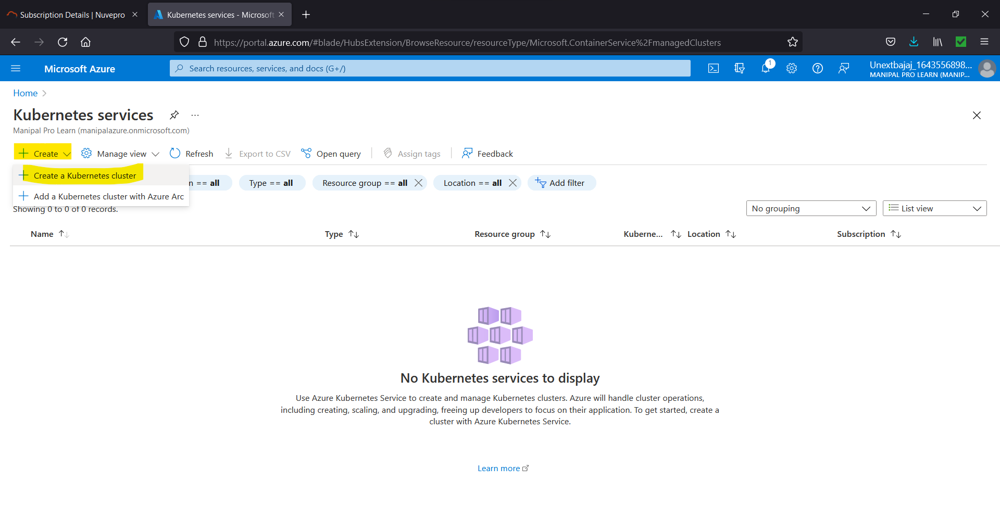 Subscription Details | Nuvepro
Kubernetes services - Microsoft
https://portal.azure.com/#blade/HubsExtension/BrowseResource/resourceType/Microsoft.ContainerService%2FmanagedClusters
Microsoft Azure
Search resources, services, and docs (G+/)
1
Unextbajaj_1643556898...
MANIPAL PRO LEARN (MANIP...
Home
Kubernetes services
Manipal Pro Learn (manipalazure.onmicrosoft.com)
Create Manage view Refresh Export to CSV Open query Assign tags Feedback
Create a Kubernetes cluster
n == all Type == all Resource group == all Location == all Add filter
Add a Kubernetes cluster with Azure Arc
Showing 0 to 0 of 0 records.
No grouping List view
Name Type Resource group Kuberne... Location Subscription
No Kubernetes services to display
Use Azure Kubernetes Service to create and manage Kubernetes clusters. Azure will handle cluster operations,
including creating, scaling, and upgrading, freeing up developers to focus on their application. To get started, create a
cluster with Azure Kubernetes Service.
Learn more